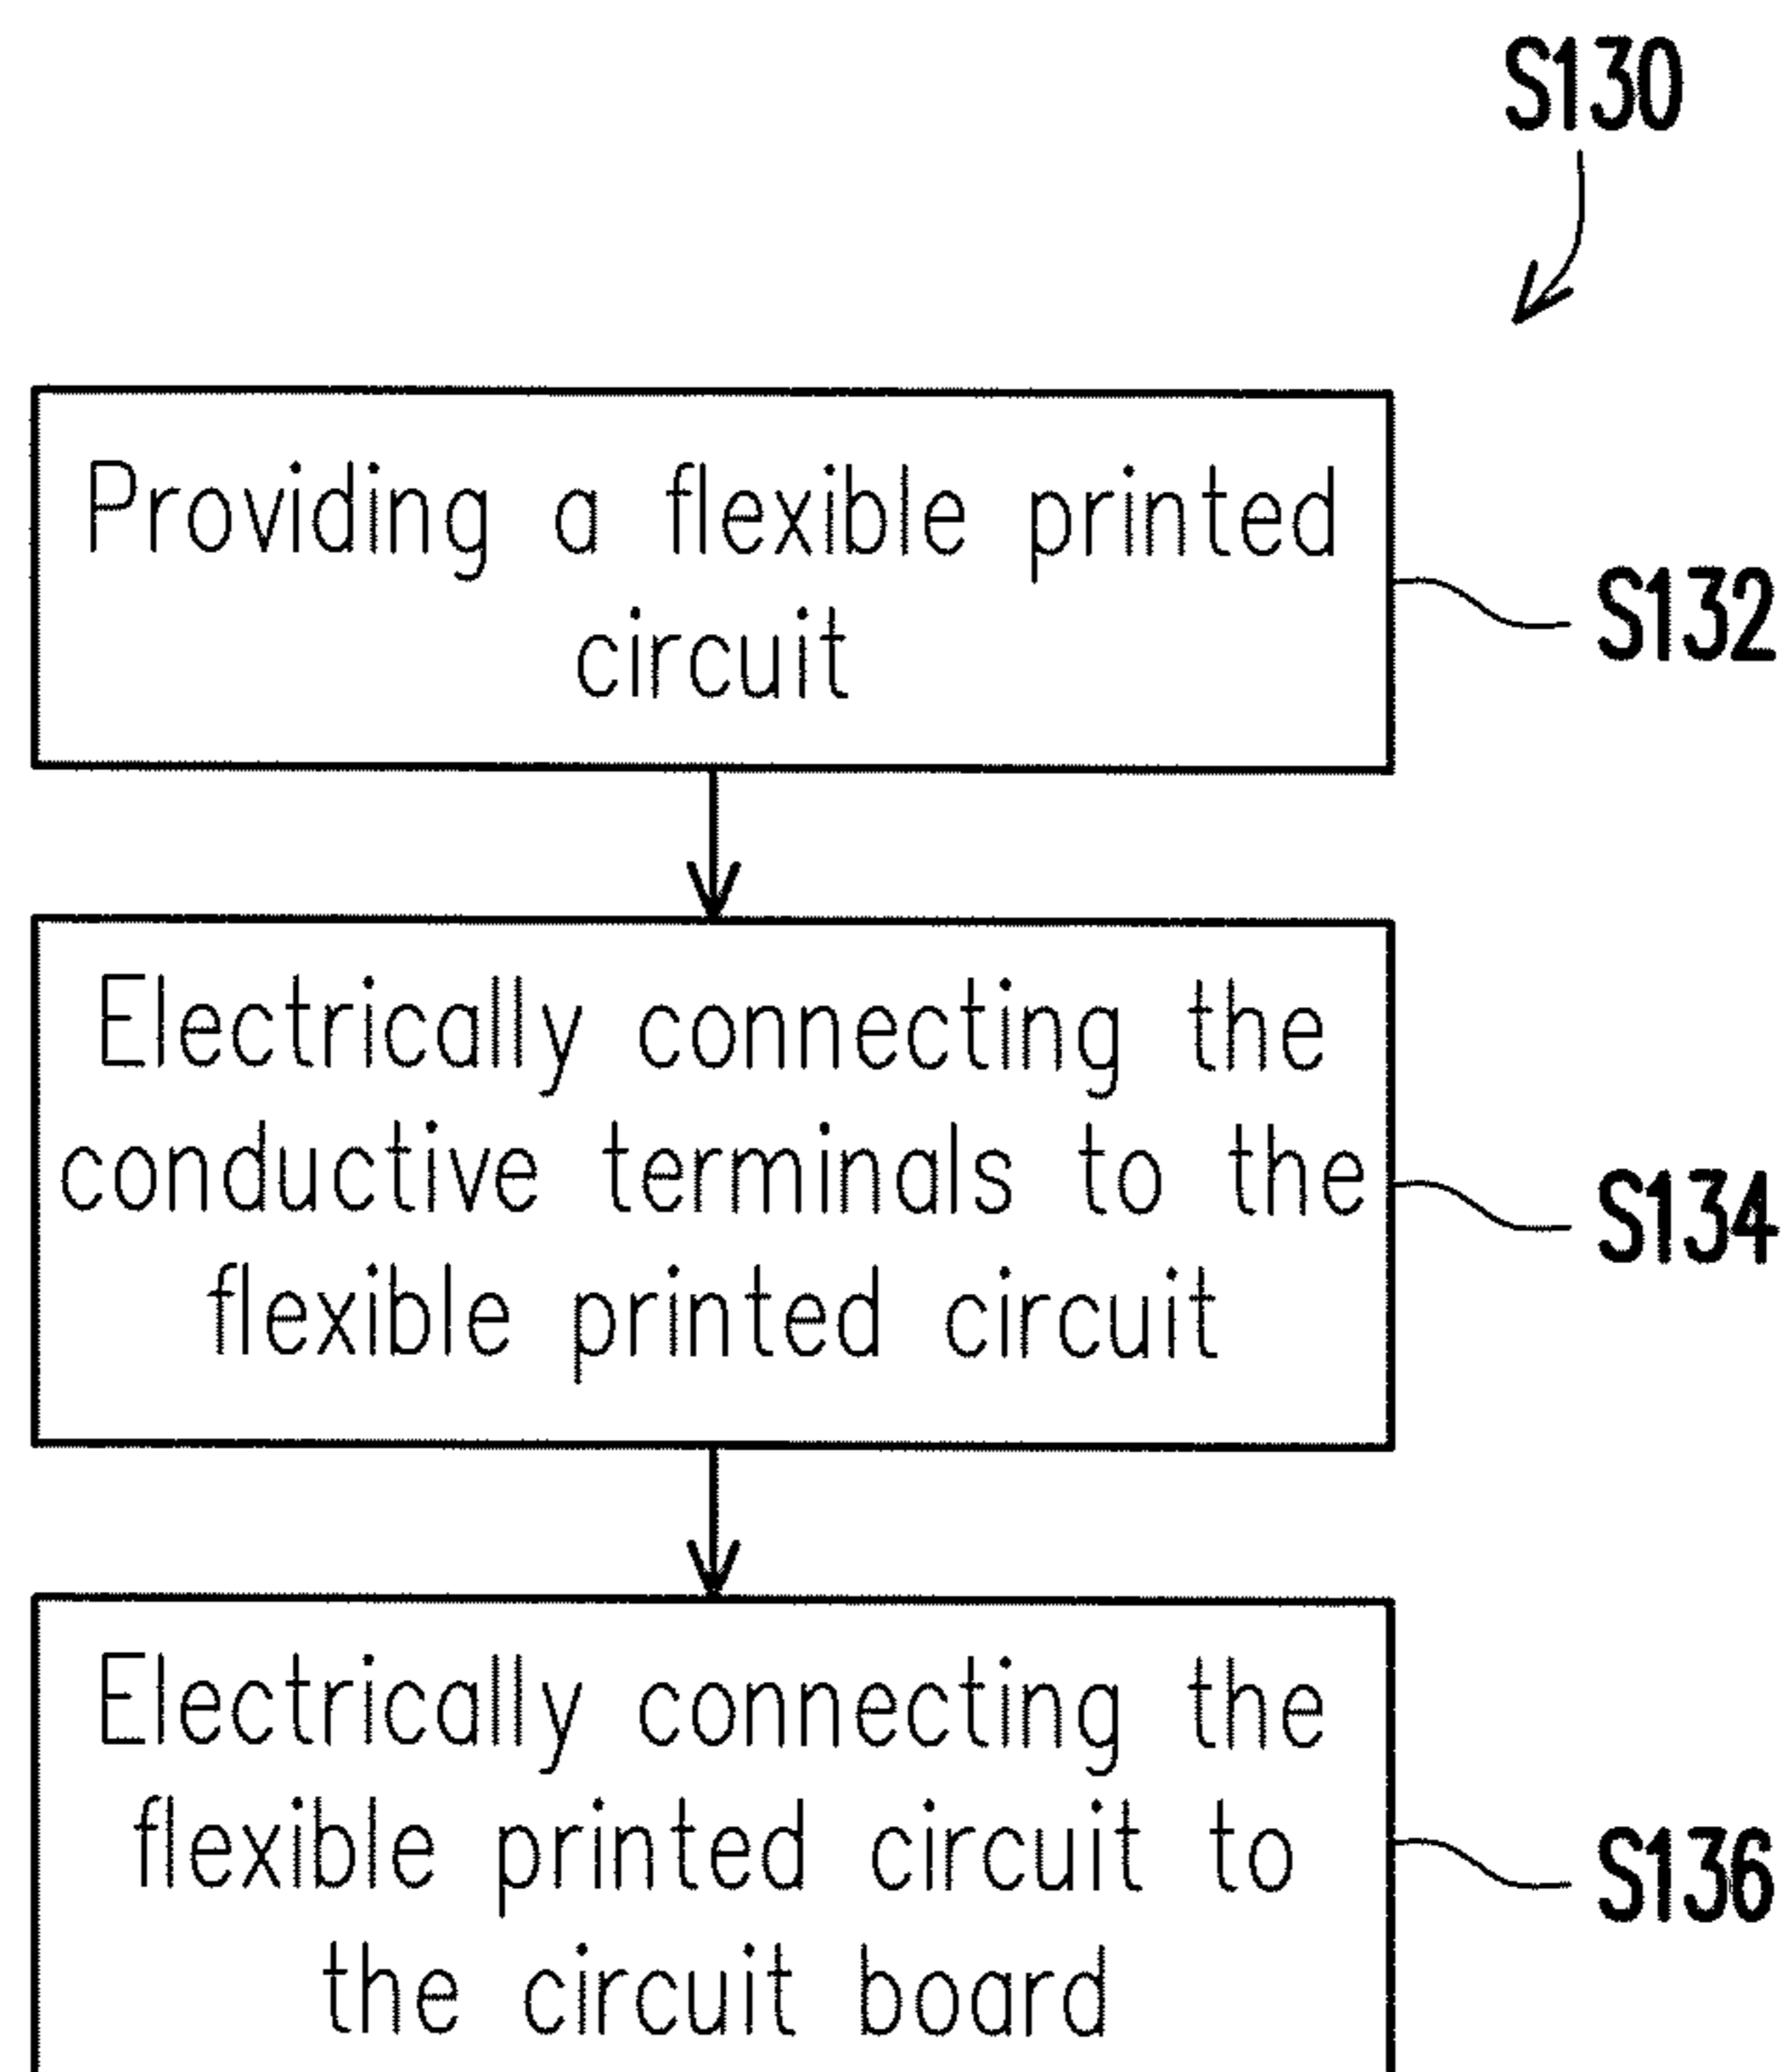 S130
Providing a flexible printed
circuit
S132
Electrically connecting the
conductive terminals to the
flexible printed circuit
S134
Electrically connecting the
flexible printed circuit to
the circuit board
S136